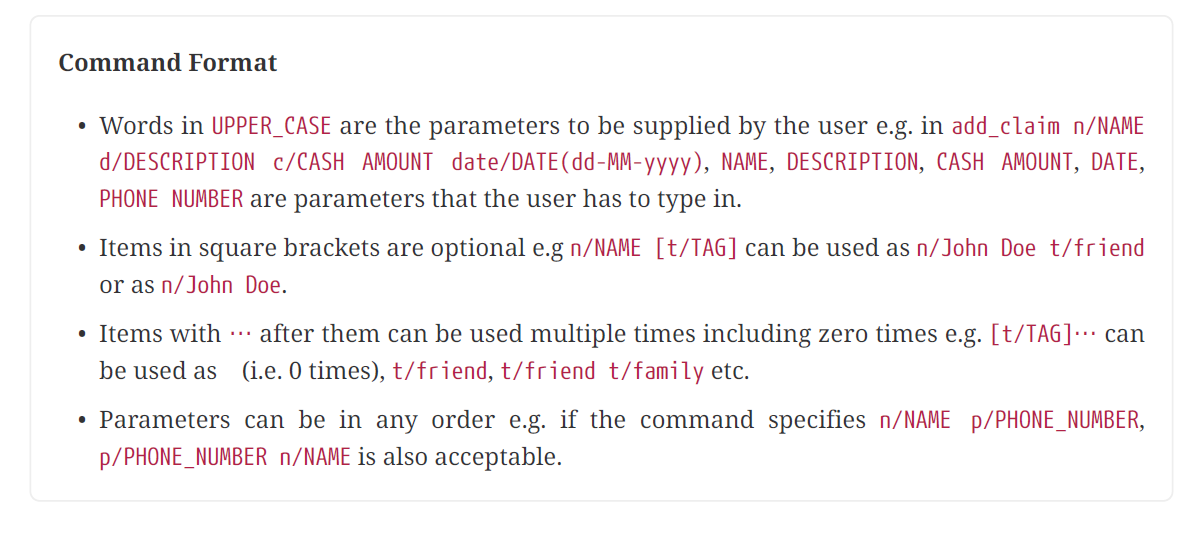 Command Format
• Words in UPPER_CASE are the parameters to be supplied by the user e.g. in add_claim n/NAME
d/DESCRIPTION c/CASH AMOUNT date/DATE(dd-MM-yyyy), NAME, DESCRIPTION, CASH AMOUNT, DATE,
PHONE NUMBER are parameters that the user has to type in.
• Items in square brackets are optional e.g n/NAME [t/TAG] can be used as n/John Doe t/friend
or as n/John Doe.
• Items with ⋯ after them can be used multiple times including zero times e.g. [t/TAG]⋯ can
be used as (i.e. 0 times), t/friend, t/friend t/family etc.
• Parameters can be in any order e.g. if the command specifies n/NAME p/PHONE_NUMBER,
p/PHONE_NUMBER n/NAME is also acceptable.